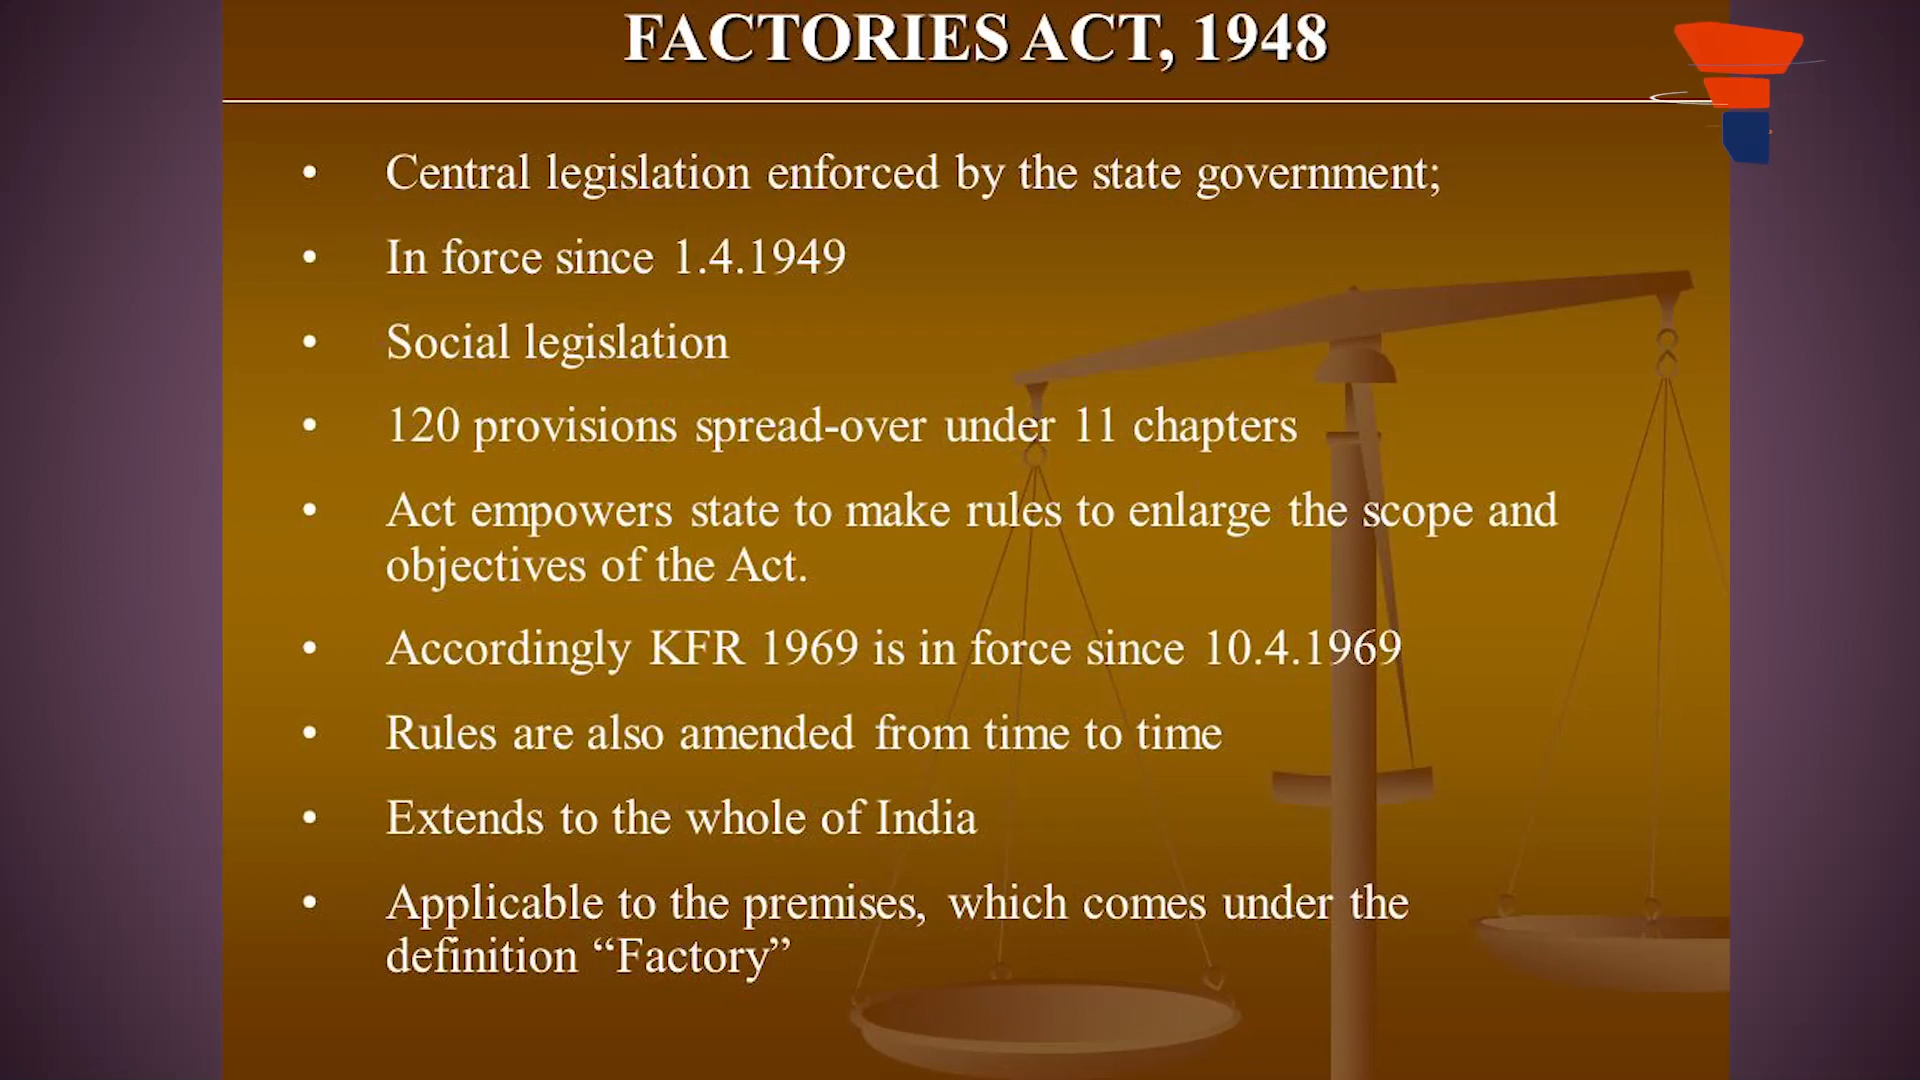 FACTORIES ACT, 1948
• Central legislation enforced by the state government;
• In force since 1.4.1949
• Social legislation
• 120 provisions spread-over under 11 chapters
• Act empowers state to make rules to enlarge the scope and
objectives of the Act.
• Accordingly KFR 1969 is in force since 10.4.1969
• Rules are also amended from time to time
• Extends to the whole of India
• Applicable to the premises, which comes under the
definition “Factory”